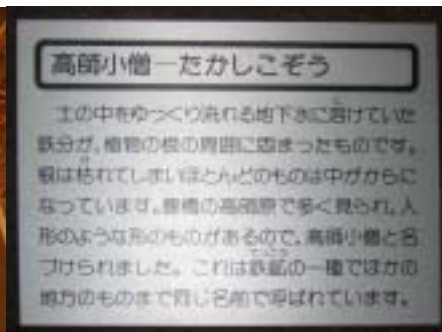 高師小僧―たかしこぞう
土の中をゆっくり流れる地下水に溶けていた
鉄分が、植物の根の周囲に固まったものです。
根は枯れてしまいほとんどのものは中がからに
なっています。豊橋の高師原で多く見られ、人
形のような形のものがあるので、高師小僧と名
づけられました。これは鉄鉱の一種でほかの
地方のものまで同じ名前で呼ばれています。